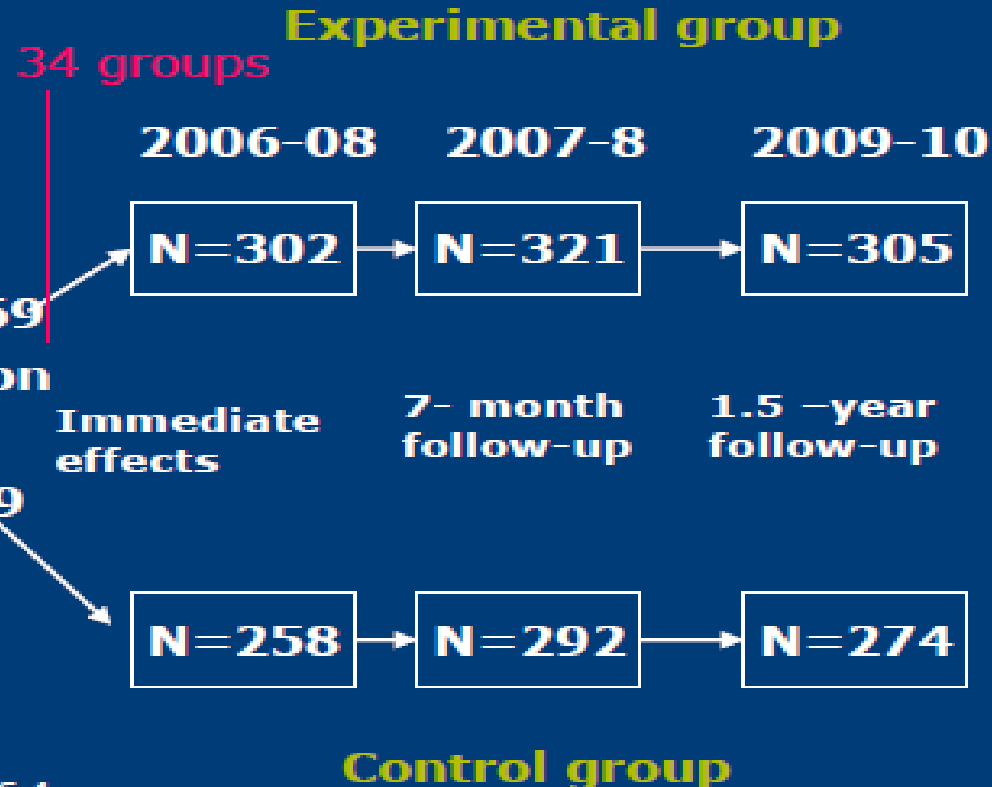 Experimental group
34 groups
2006-08 2007-8 2009-10
N=302 N=321 N=305
Immediate effects
7- month follow-up
1.5 –year follow-up
N=258 N=292 N=274
Control group